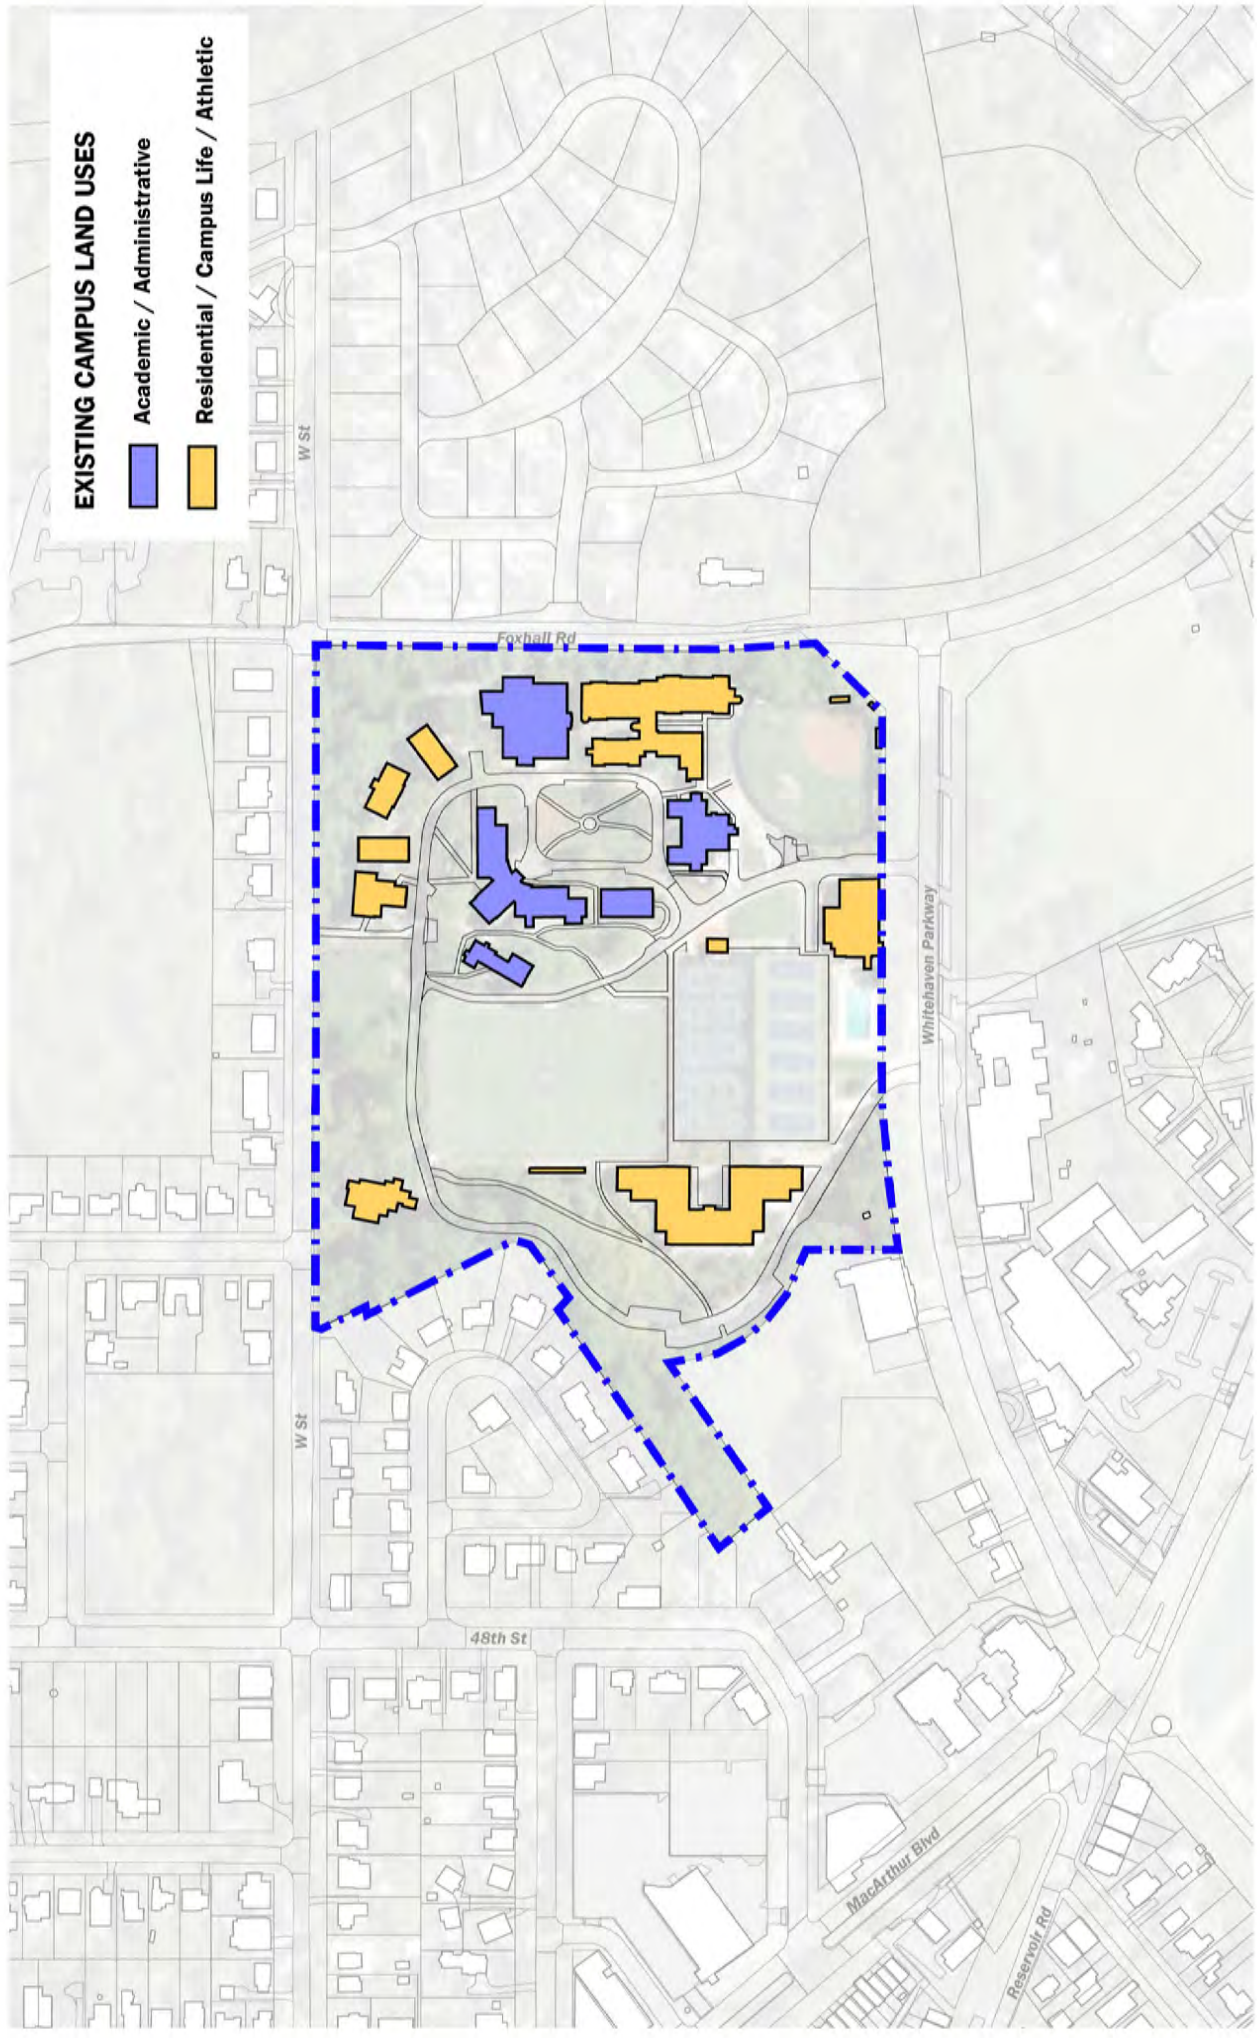 EXISTING CAMPUS LAND USES
Academic / Administrative
Residential / Campus Life / Athletic
W St
Foxhall Rd
Whitehaven Parkway
W St
48th St
MacArthur Blvd
Reservoir Rd